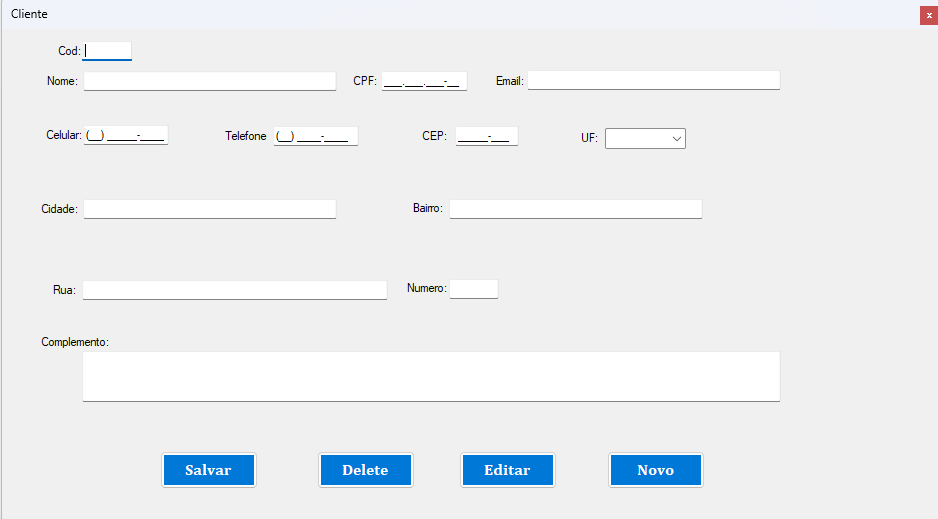 Cliente x
Cod:
Nome: CPF: ___.___.___-__ Email:
Celular: (__) _____-____ Telefone (__) ____-____ CEP: _____-___ UF:
Cidade: Bairro:
Rua: Numero:
Complemento:
Salvar Delete Editar Novo